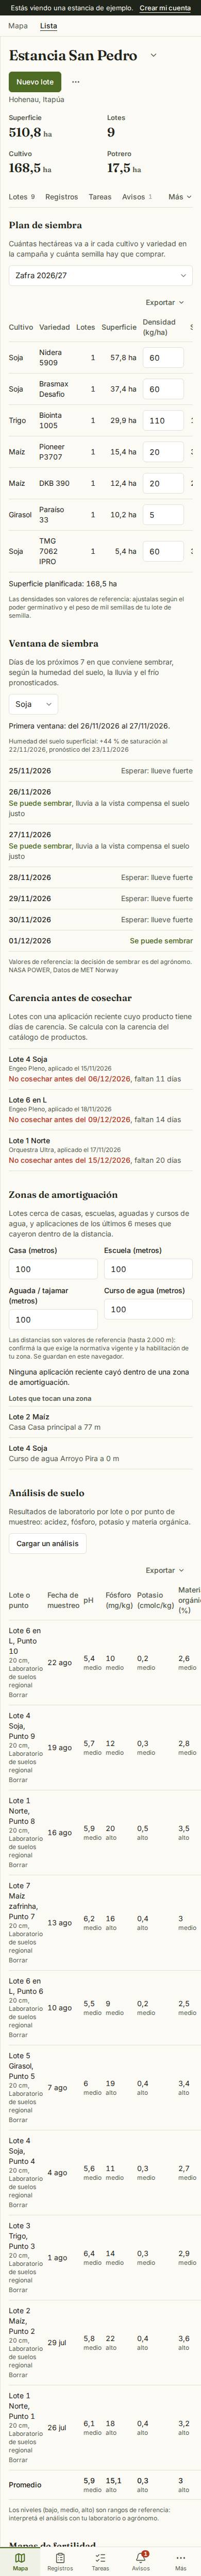 Estás viendo una estancia de ejemplo. Crear mi cuenta
Mapa Lista
Estancia San Pedro
Nuevo lote ···
Hohenau, Itapúa
Superficie Lotes
510,8 ha 9
Cultivo Potrero
168,5 ha 17,5 ha
Lotes 9 Registros Tareas Avisos 1 Más
Plan de siembra
Cuántas hectáreas va a cada cultivo y variedad en
la campaña y cuánta semilla hay que comprar.
Zafra 2026/27
Exportar
Cultivo Variedad Lotes Superficie Densidad (kg/ha)
Soja Nidera 5909 1 57,8 ha 60
Soja Brasmax Desafio 1 37,4 ha 60
Trigo Biointa 1005 1 29,9 ha 110
Maíz Pioneer P3707 1 15,4 ha 20
Maíz DKB 390 1 12,4 ha 20
Girasol Paraíso 33 1 10,2 ha 5
Soja TMG 7062 IPRO 1 5,4 ha 60
Superficie planificada: 168,5 ha
Las densidades son valores de referencia: ajustalas según el
poder germinativo y el peso de mil semillas de tu lote de
semilla.
Ventana de siembra
Días de los próximos 7 en que conviene sembrar,
según la humedad del suelo, la lluvia y el frío
pronosticados.
Soja
Primera ventana: del 26/11/2026 al 27/11/2026.
Humedad del suelo superficial: +44 % de saturación al
22/11/2026, pronóstico del 23/11/2026
25/11/2026 Esperar: llueve fuerte
26/11/2026
Se puede sembrar, lluvia a la vista compensa el suelo
justo
27/11/2026
Se puede sembrar, lluvia a la vista compensa el suelo
justo
28/11/2026 Esperar: llueve fuerte
29/11/2026 Esperar: llueve fuerte
30/11/2026 Esperar: llueve fuerte
01/12/2026 Se puede sembrar
Valores de referencia: la decisión de sembrar es del agrónomo.
NASA POWER, Datos de MET Norway
Carencia antes de cosechar
Lotes con una aplicación reciente cuyo producto tiene
días de carencia. Se calcula con la carencia del
catálogo de productos.
Lote 4 Soja
Engeo Pleno, aplicado el 15/11/2026
No cosechar antes del 06/12/2026, faltan 11 días
Lote 6 en L
Engeo Pleno, aplicado el 18/11/2026
No cosechar antes del 09/12/2026, faltan 14 días
Lote 1 Norte
Orquestra Ultra, aplicado el 17/11/2026
No cosechar antes del 15/12/2026, faltan 20 días
Zonas de amortiguación
Lotes cerca de casas, escuelas, aguadas y cursos de
agua, y aplicaciones de los últimos 6 meses que
cayeron dentro de la distancia.
Casa (metros) Escuela (metros)
100 100
Aguada / tajamar (metros) Curso de agua (metros)
100 100
Las distancias son valores de referencia (hasta 2.000 m):
confirmá la que exige la normativa vigente y la habilitación de
tu zona. Se guardan en este navegador.
Ninguna aplicación reciente cayó dentro de una zona
de amortiguación.
Lotes que tocan una zona
Lote 2 Maíz
Casa Casa principal a 77 m
Lote 4 Soja
Curso de agua Arroyo Pira a 0 m
Análisis de suelo
Resultados de laboratorio por lote o por punto de
muestreo: acidez, fósforo, potasio y materia orgánica.
Cargar un análisis
Exportar
Lote o punto Fecha de muestreo pH Fósforo (mg/kg) Potasio (cmolc/kg) (%)
Lote 6 en L, Punto 10 20 cm, Laboratorio de suelos regional Borrar 22 ago 5,4 medio 10 medio 0,2 medio 2,6 medio
Lote 4 Soja, Punto 9 20 cm, Laboratorio de suelos regional Borrar 19 ago 5,7 medio 12 medio 0,3 medio 2,8 medio
Lote 1 Norte, Punto 8 20 cm, Laboratorio de suelos regional Borrar 16 ago 5,9 medio 20 alto 0,5 alto 3,5 alto
Lote 7 Maíz zafrinha, Punto 7 20 cm, Laboratorio de suelos regional Borrar 13 ago 6,2 medio 16 alto 0,4 alto 3 medio
Lote 6 en L, Punto 6 20 cm, Laboratorio de suelos regional Borrar 10 ago 5,5 medio 9 medio 0,2 medio 2,5 medio
Lote 5 Girasol, Punto 5 20 cm, Laboratorio de suelos regional Borrar 7 ago 6 medio 19 alto 0,4 alto 3,4 alto
Lote 4 Soja, Punto 4 20 cm, Laboratorio de suelos regional Borrar 4 ago 5,6 medio 11 medio 0,3 medio 2,7 medio
Lote 3 Trigo, Punto 3 20 cm, Laboratorio de suelos regional Borrar 1 ago 6,4 medio 14 medio 0,3 medio 2,9 medio
Lote 2 Maíz, Punto 2 20 cm, Laboratorio de suelos regional Borrar 29 jul 5,8 medio 22 alto 0,4 alto 3,6 alto
Lote 1 Norte, Punto 1 20 cm, Laboratorio de suelos regional Borrar 26 jul 6,1 medio 18 alto 0,4 alto 3,2 alto
Promedio 5,9 medio 15,1 alto 0,3 medio 3 alto
Los niveles (bajo, medio, alto) son rangos de referencia:
interpretá el análisis con tu laboratorio o agrónomo.
Mapas de fertilidad
Mapa Registros Tareas Avisos 1 Más